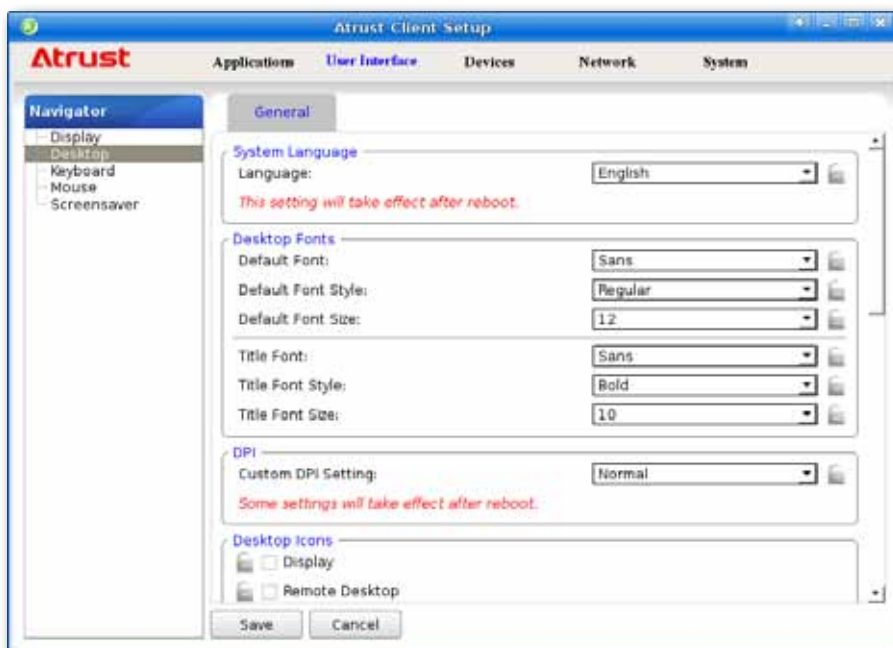 Atrust Client Setup
Atrust
Applications User Interface Devices Network System
Navigator
Display
Desktop
Keyboard
Mouse
Screensaver
General
System Language
Language: English
This setting will take effect after reboot.
Desktop Fonts
Default Font: Sans
Default Font Style: Regular
Default Font Size: 12
Title Font: Sans
Title Font Style: Bold
Title Font Size: 10
DPI
Custom DPI Setting: Normal
Some settings will take effect after reboot.
Desktop Icons
Display
Remote Desktop
Save Cancel